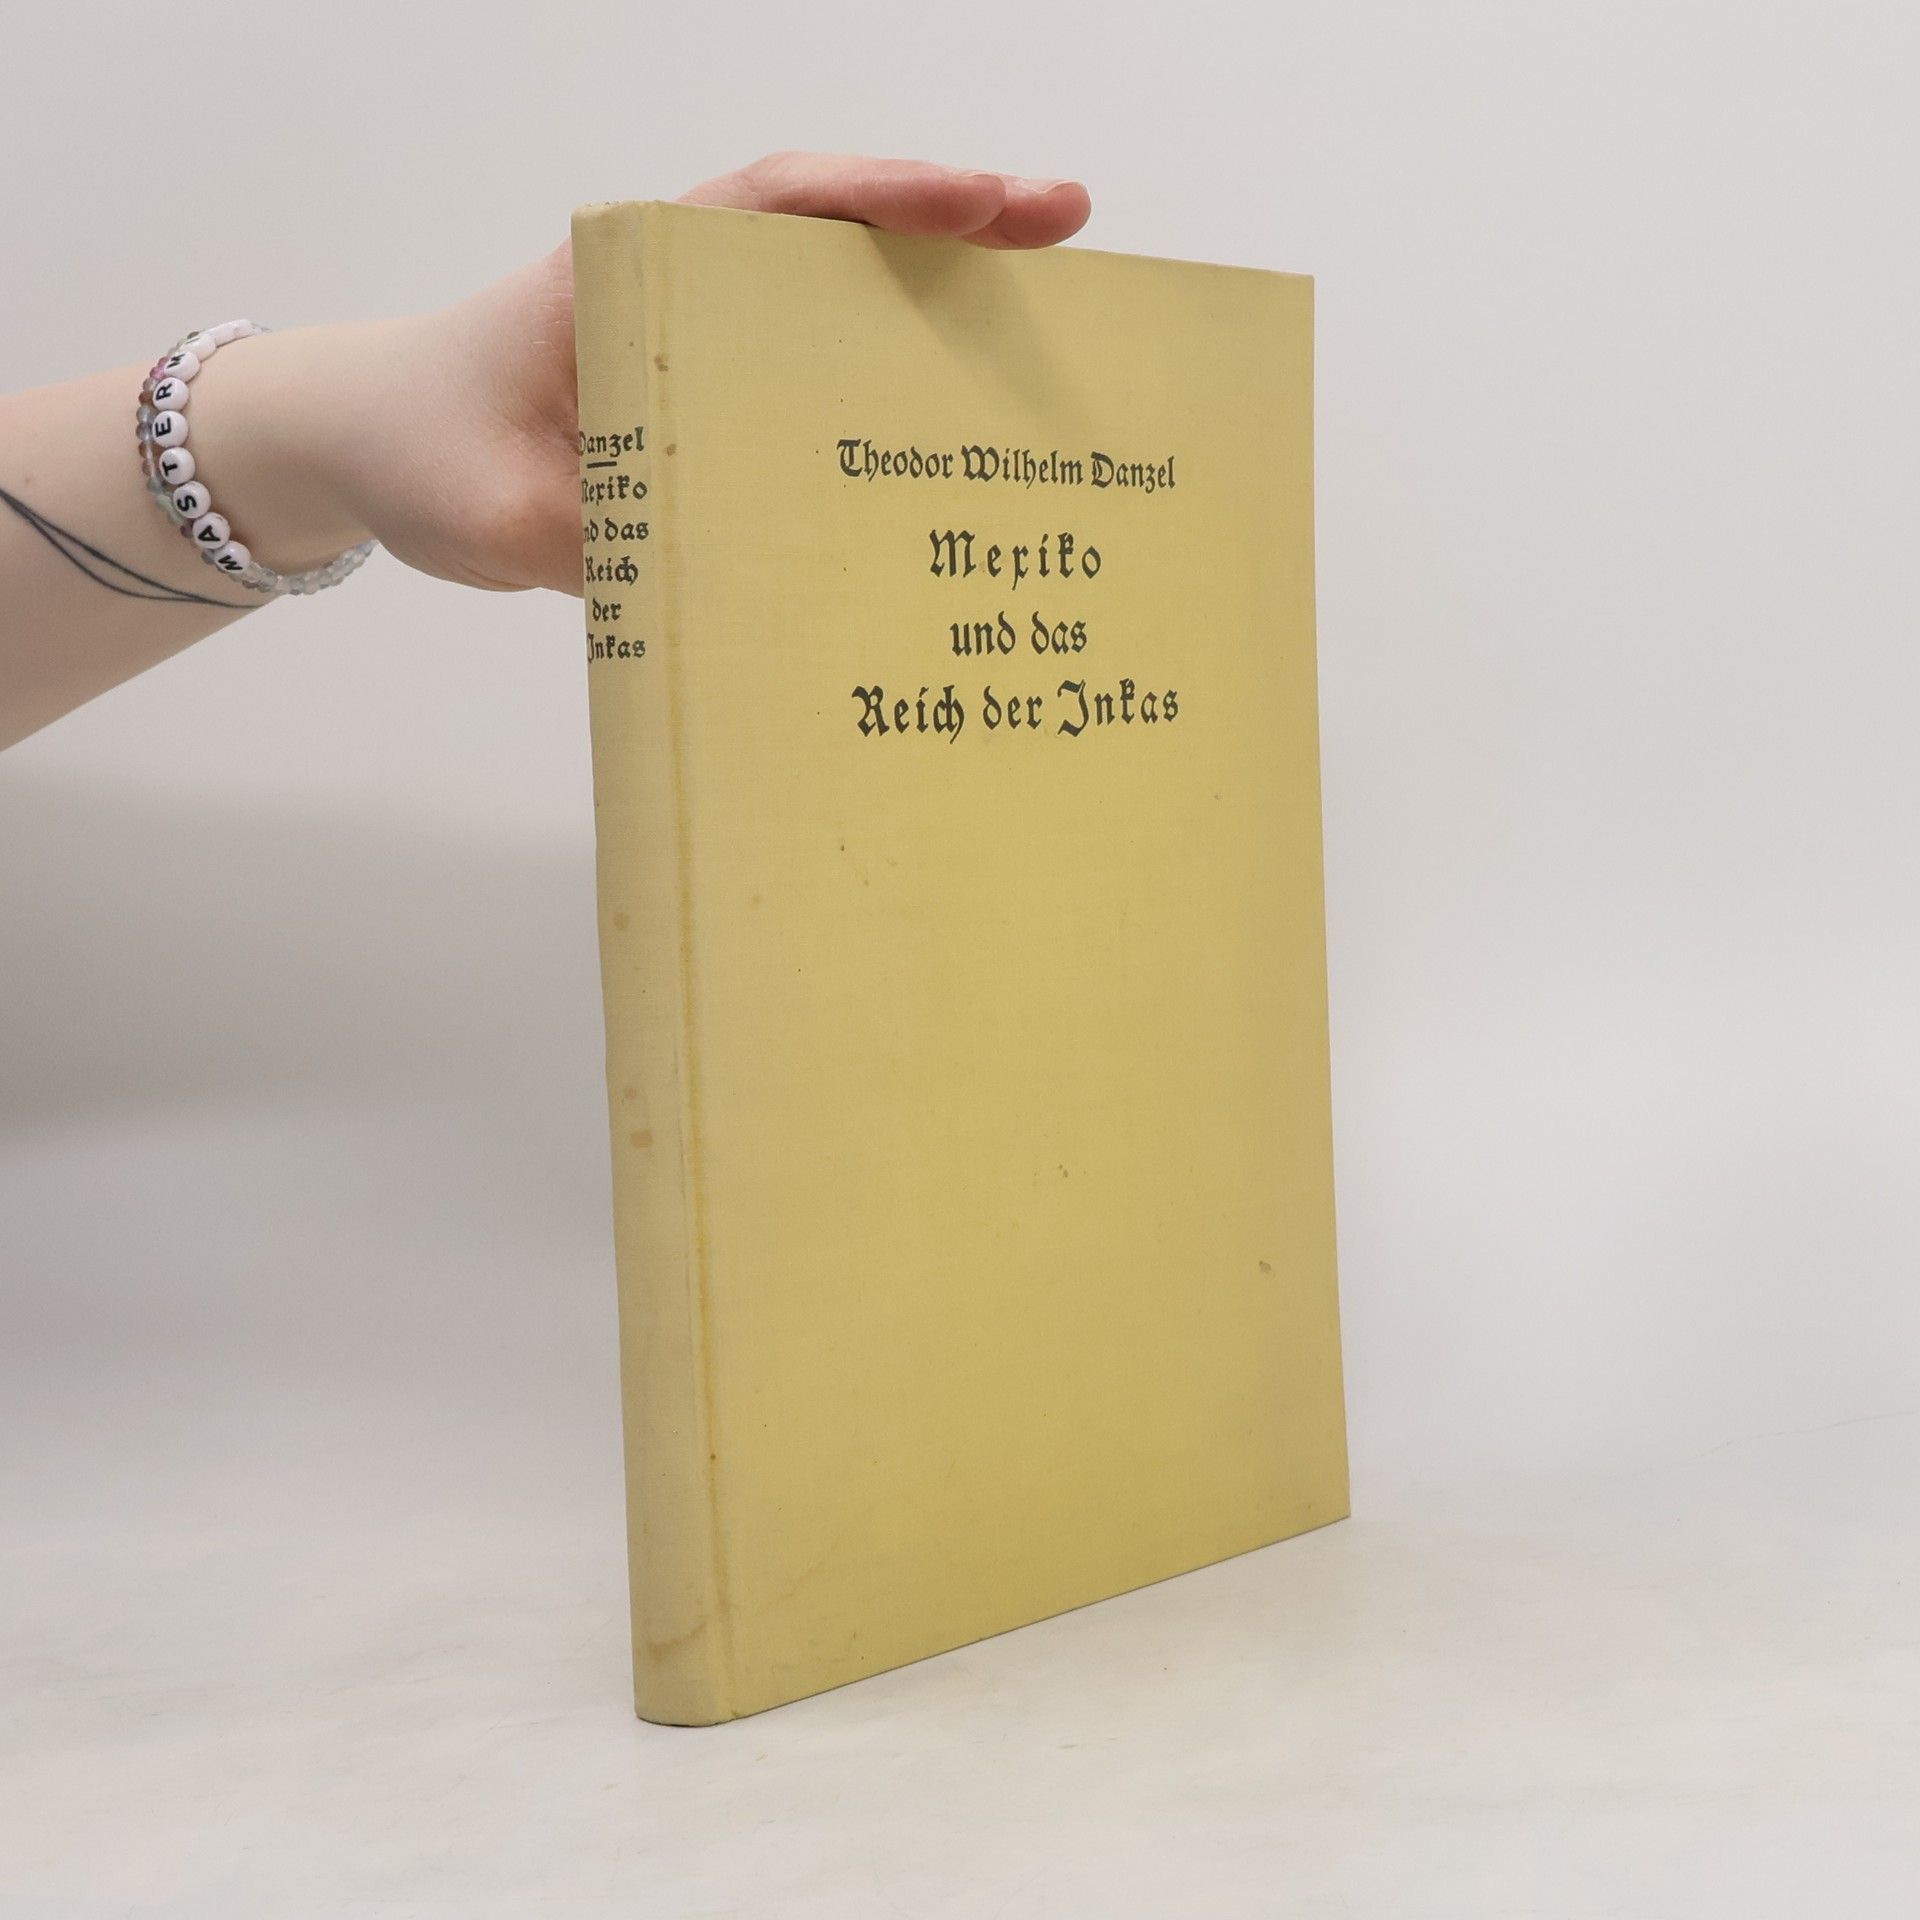 MASTERM
Danzel
Mexiko
und das
Reich
der
Inkas
Theodor Wilhelm Danzel
Mexiko
und das
Reich der Inkas